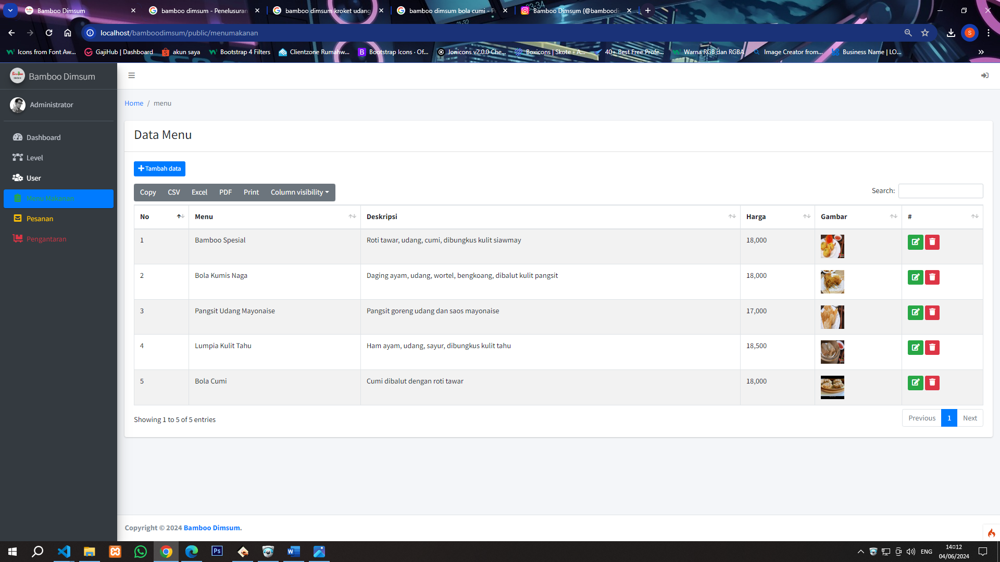 Bamboo Dimsum
bamboo dimsum - Penelusuran
bamboo dimsum kroket udang
bamboo dimsum bola cumi - P
Bamboo Dimsum (@bamboodi
localhost/bamboodimsum/public/menumakanan
S
Icons from Font Aw...
GajiHub | Dashboard
akun saya
Bootstrap 4 Filters
Clientzone Rumahw...
Bootstrap Icons · Of...
Ionicons v2.0.0 Che...
Boxicons | Skote - A...
40+ Best Free Profe...
Warna RGB dan RGBA
Image Creator from...
Business Name | LO...
Bamboo Dimsum
Administrator
Dashboard
Level
User
Menu Makanan
Pesanan
Pengantaran
Home / menu
Data Menu
Tambah data
Copy CSV Excel PDF Print Column visibility
Search:
No Menu Deskripsi Harga Gambar #
1 Bamboo Spesial Roti tawar, udang, cumi, dibungkus kulit siawmay 18,000
2 Bola Kumis Naga Daging ayam, udang, wortel, bengkoang, dibalut kulit pangsit 18,000
3 Pangsit Udang Mayonaise Pangsit goreng udang dan saos mayonaise 17,000
4 Lumpia Kulit Tahu Ham ayam, udang, sayur, dibungkus kulit tahu 18,500
5 Bola Cumi Cumi dibalut dengan roti tawar 18,000
Showing 1 to 5 of 5 entries
Previous 1 Next
Copyright © 2024 Bamboo Dimsum.
Ps
ENG
14:12
04/06/2024